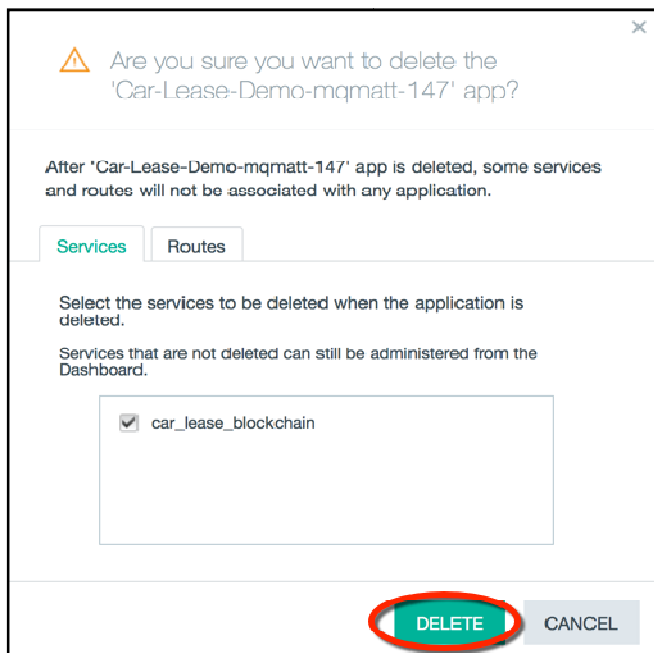 Are you sure you want to delete the
'Car-Lease-Demo-mqmatt-147' app?
After 'Car-Lease-Demo-mqmatt-147' app is deleted, some services
and routes will not be associated with any application.
Services Routes
Select the services to be deleted when the application is
deleted.
Services that are not deleted can still be administered from the
Dashboard.
car_lease_blockchain
DELETE CANCEL